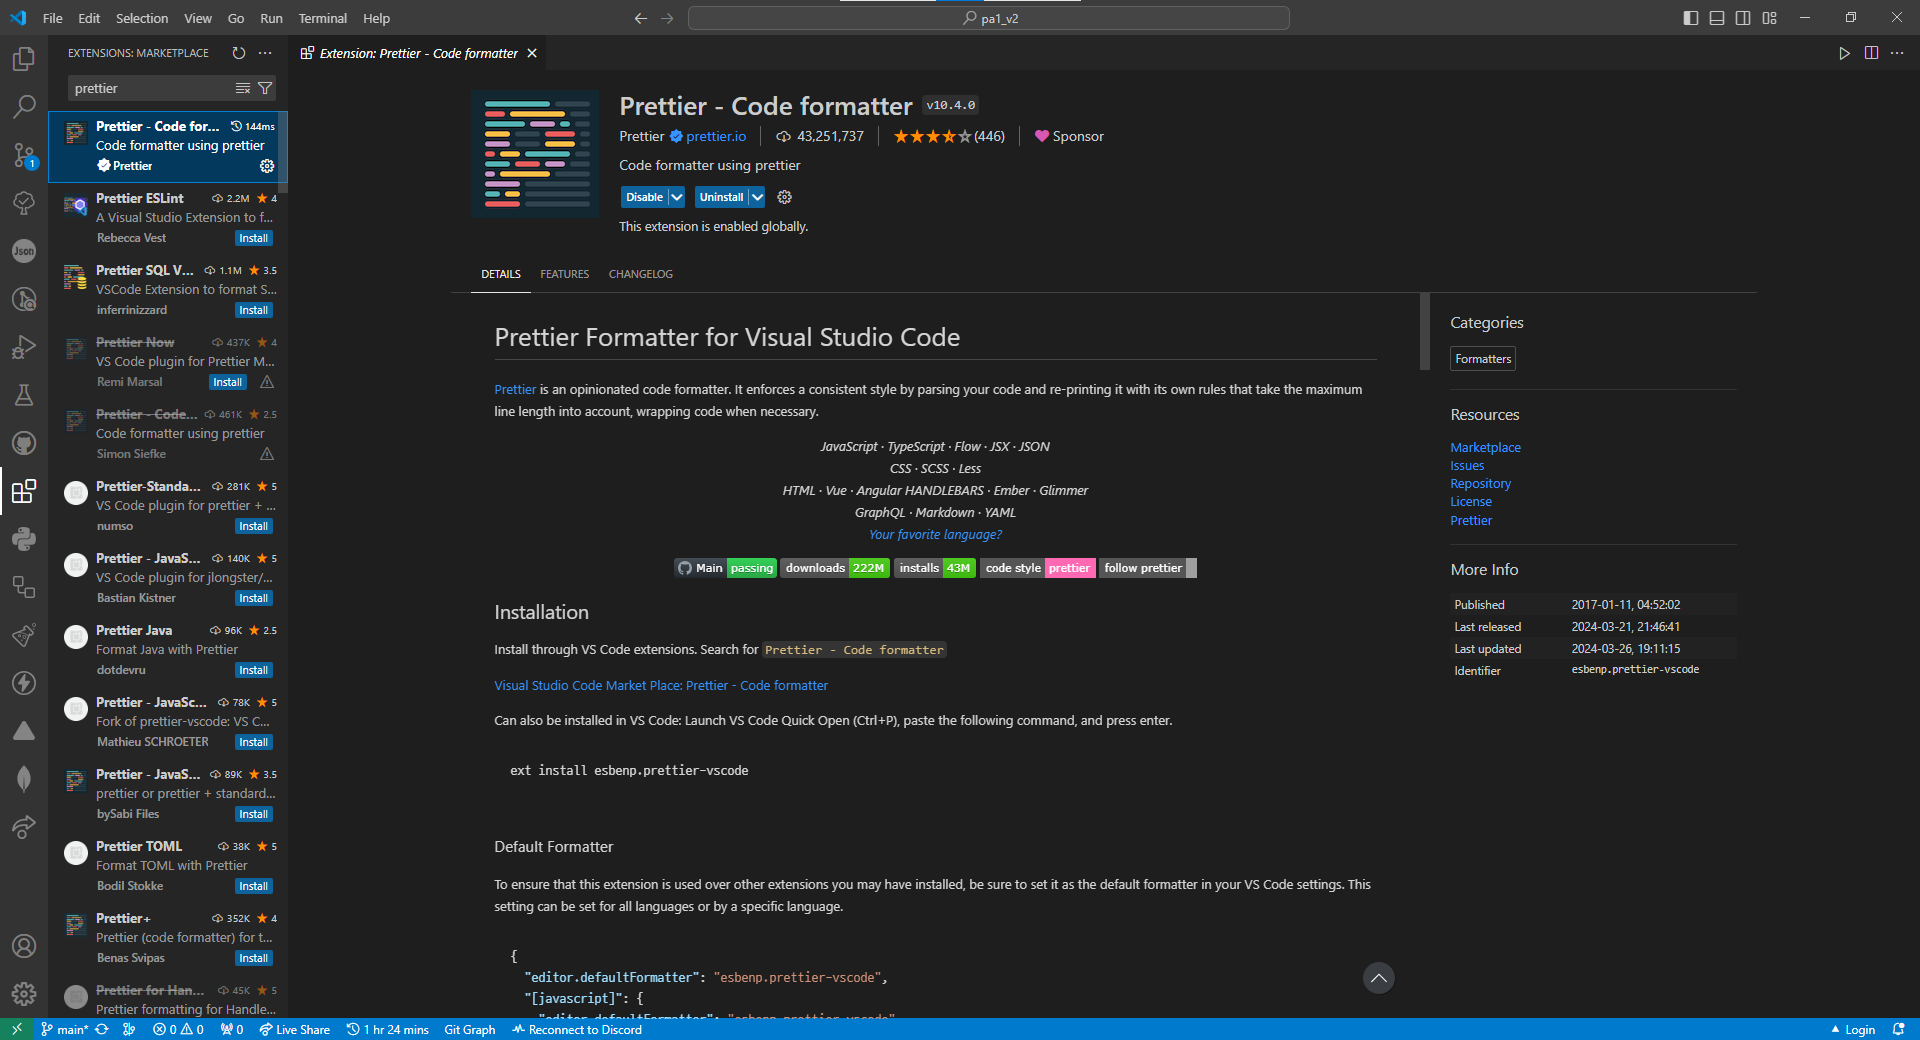 File Edit Selection View Go Run Terminal Help
pa1_v2
EXTENSIONS: MARKETPLACE
prettier
Prettier - Code for... 144ms
Code formatter using prettier
Prettier
Prettier ESLint 2.2M 4
A Visual Studio Extension to f...
Rebecca Vest Install
Prettier SQL V... 1.1M 3.5
VSCode Extension to format S...
inferrinizzard Install
Prettier Now 437K 4
VS Code plugin for Prettier M...
Remi Marsal Install
Prettier - Code... 461K 2.5
Code formatter using prettier
Simon Siefke
Prettier-Standa... 281K 5
VS Code plugin for prettier + ...
numso Install
Prettier - JavaS... 140K 5
VS Code plugin for jlongster/...
Bastian Kistner Install
Prettier Java 96K 2.5
Format Java with Prettier
dotdevru Install
Prettier - JavaSc... 78K 5
Fork of prettier-vscode: VS C...
Mathieu SCHROETER Install
Prettier - JavaS... 89K 3.5
prettier or prettier + standard...
bySabi Files Install
Prettier TOML 38K 5
Format TOML with Prettier
Bodil Stokke Install
Prettier+ 352K 4
Prettier (code formatter) for t...
Benas Svipas Install
Prettier for Han... 45K 5
Prettier formatting for Handle...
1
Json
Extension: Prettier - Code formatter
Prettier - Code formatter v10.4.0
Prettier prettier.io 43,251,737 (446) Sponsor
Code formatter using prettier
Disable Uninstall
This extension is enabled globally.
DETAILS FEATURES CHANGELOG
Prettier Formatter for Visual Studio Code
Prettier is an opinionated code formatter. It enforces a consistent style by parsing your code and re-printing it with its own rules that take the maximum
line length into account, wrapping code when necessary.
JavaScript · TypeScript · Flow · JSX · JSON
CSS · SCSS · Less
HTML · Vue · Angular HANDLEBARS · Ember · Glimmer
GraphQL · Markdown · YAML
Your favorite language?
Main passing downloads 222M installs 43M code style prettier follow prettier
Installation
Install through VS Code extensions. Search for Prettier - Code formatter
Visual Studio Code Market Place: Prettier - Code formatter
Can also be installed in VS Code: Launch VS Code Quick Open (Ctrl+P), paste the following command, and press enter.
ext install esbenp.prettier-vscode
Default Formatter
To ensure that this extension is used over other extensions you may have installed, be sure to set it as the default formatter in your VS Code settings. This
setting can be set for all languages or by a specific language.
{
"editor.defaultFormatter": "esbenp.prettier-vscode",
"[javascript]": {
"editor.defaultFormatter": "esbenp.prettier-vscode"
Categories
Formatters
Resources
Marketplace
Issues
Repository
License
Prettier
More Info
Published 2017-01-11, 04:52:02
Last released 2024-03-21, 21:46:41
Last updated 2024-03-26, 19:11:15
Identifier esbenp.prettier-vscode
main* 0 0 0 Live Share 1 hr 24 mins Git Graph Reconnect to Discord Login